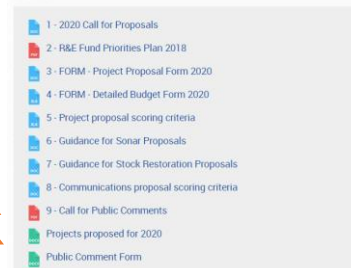 1 - 2020 Call for Proposals
2 - R&E Fund Priorities Plan 2018
3 - FORM - Project Proposal Form 2020
4 - FORM - Detailed Budget Form 2020
5 - Project proposal scoring criteria
6 - Guidance for Sonar Proposals
7 - Guidance for Stock Restoration Proposals
8 - Communications proposal scoring criteria
9 - Call for Public Comments
Projects proposed for 2020
Public Comment Form